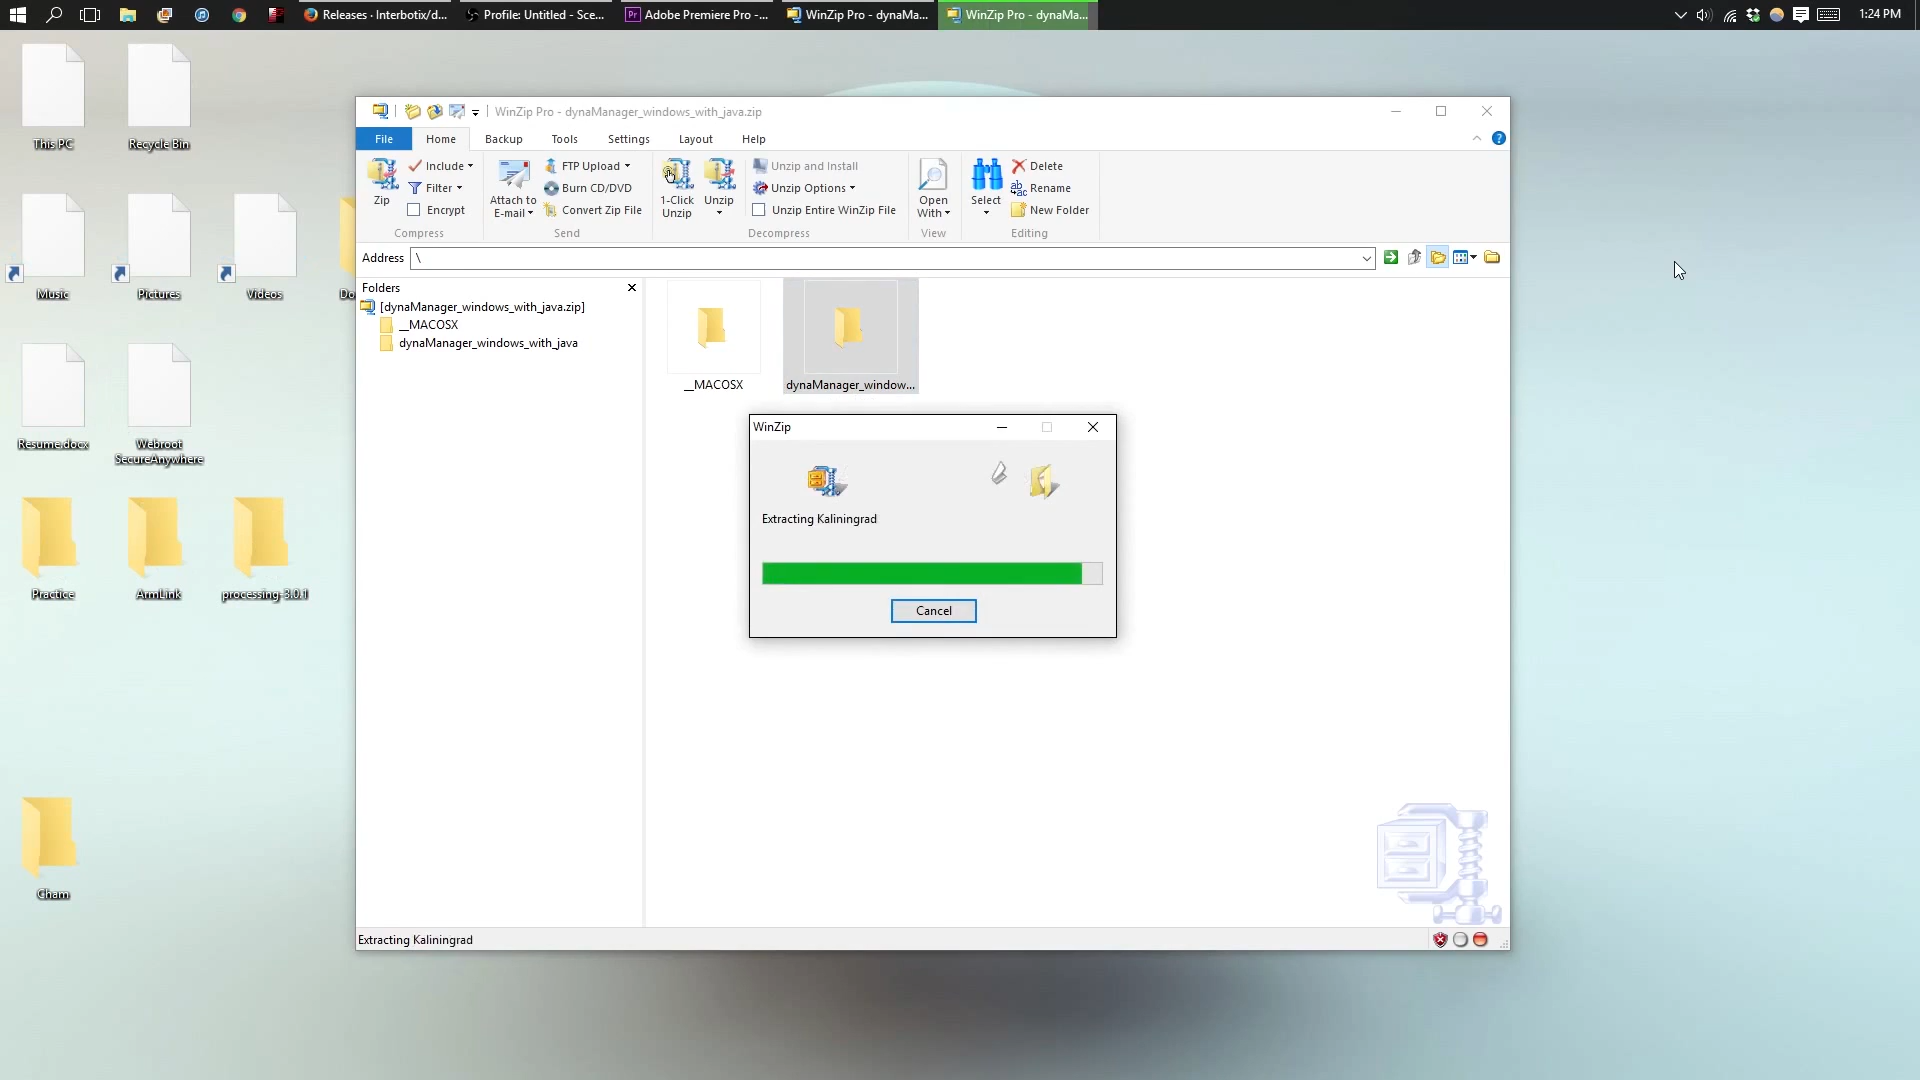 Releases · Interbotix/d...
Profile: Untitled - Sce...
Pr
Adobe Premiere Pro -...
WinZip Pro - dynaMa...
WinZip Pro - dynaMa...
1:24 PM
This PC
Recycle Bin
Music
Pictures
Videos
Do
Resume.docx
Webroot
SecureAnywhere
Practice
ArmLink
processing-3.0.1
Cham
WinZip Pro - dynaManager_windows_with_java.zip
File
Home
Backup
Tools
Settings
Layout
Help
Zip
Include
Filter
Encrypt
Compress
Attach to
E-mail
FTP Upload
Burn CD/DVD
Convert Zip File
Send
1-Click
Unzip
Unzip
Unzip and Install
Unzip Options
Unzip Entire WinZip File
Decompress
Open
With
View
Select
Delete
Rename
New Folder
Editing
Address
\
Folders
[dynaManager_windows_with_java.zip]
__MACOSX
dynaManager_windows_with_java
__MACOSX
dynaManager_window...
WinZip
Extracting Kaliningrad
Cancel
Extracting Kaliningrad